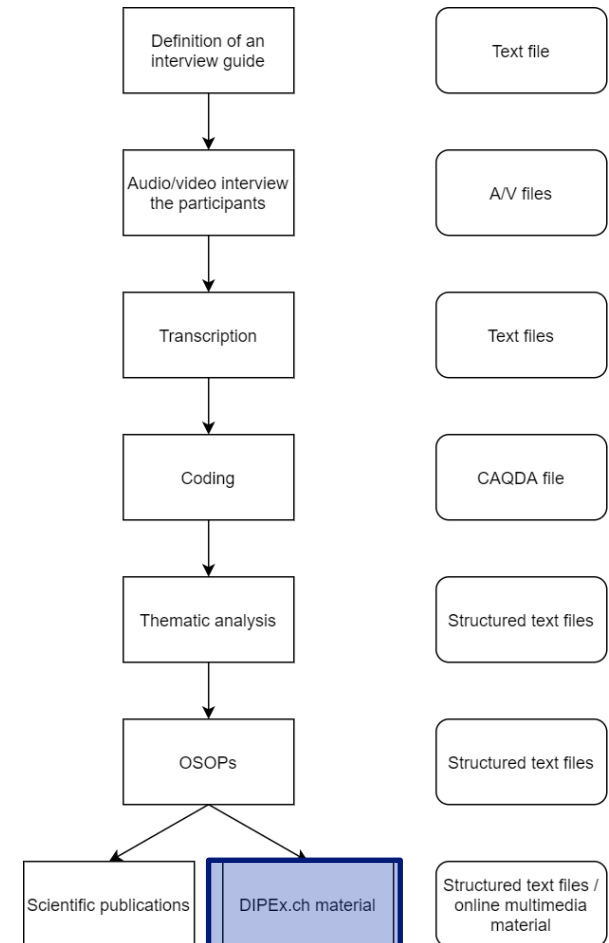 Definition of an
interview guide
Text file
Audio/video interview
the participants
A/V files
Transcription
Text files
Coding
CAQDA file
Thematic analysis
Structured text files
OSOPs
Structured text files
Scientific publications
DIPEx.ch material
Structured text files /
online multimedia
material